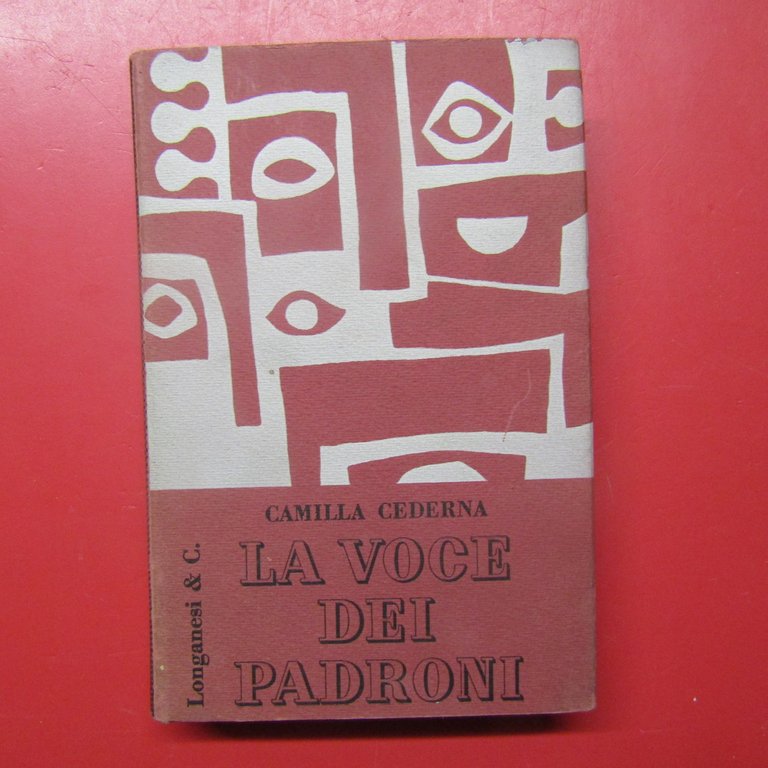 CAMILLA CEDERNA
LA VOCE
DEI
PADRONI
Longanesi & C.